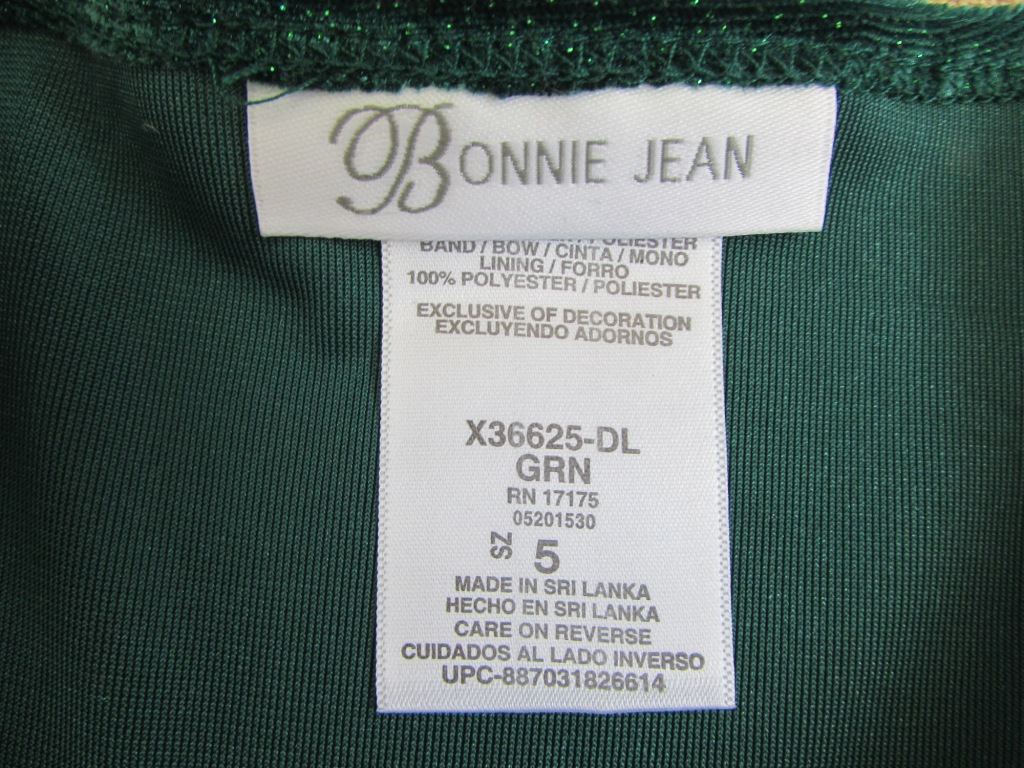 BONNIE JEAN
POLIESTER
BAND / BOW / CINTA / MONO
LINING / FORRO
100% POLYESTER / POLIESTER
EXCLUSIVE OF DECORATION
EXCLUYENDO ADORNOS
X36625-DL
GRN
RN 17175
05201530
SZ 5
MADE IN SRI LANKA
HECHO EN SRI LANKA
CARE ON REVERSE
CUIDADOS AL LADO INVERSO
UPC-887031826614